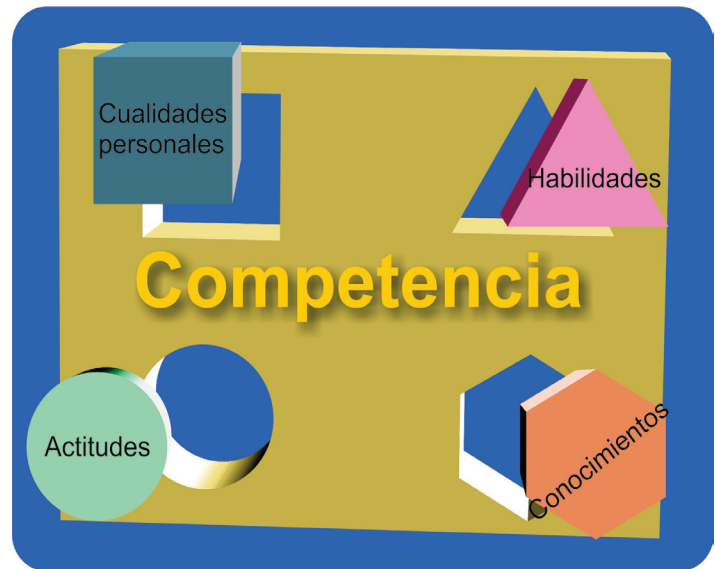 Cualidades
personales
Habilidades
Competencia
Actitudes
Conocimientos